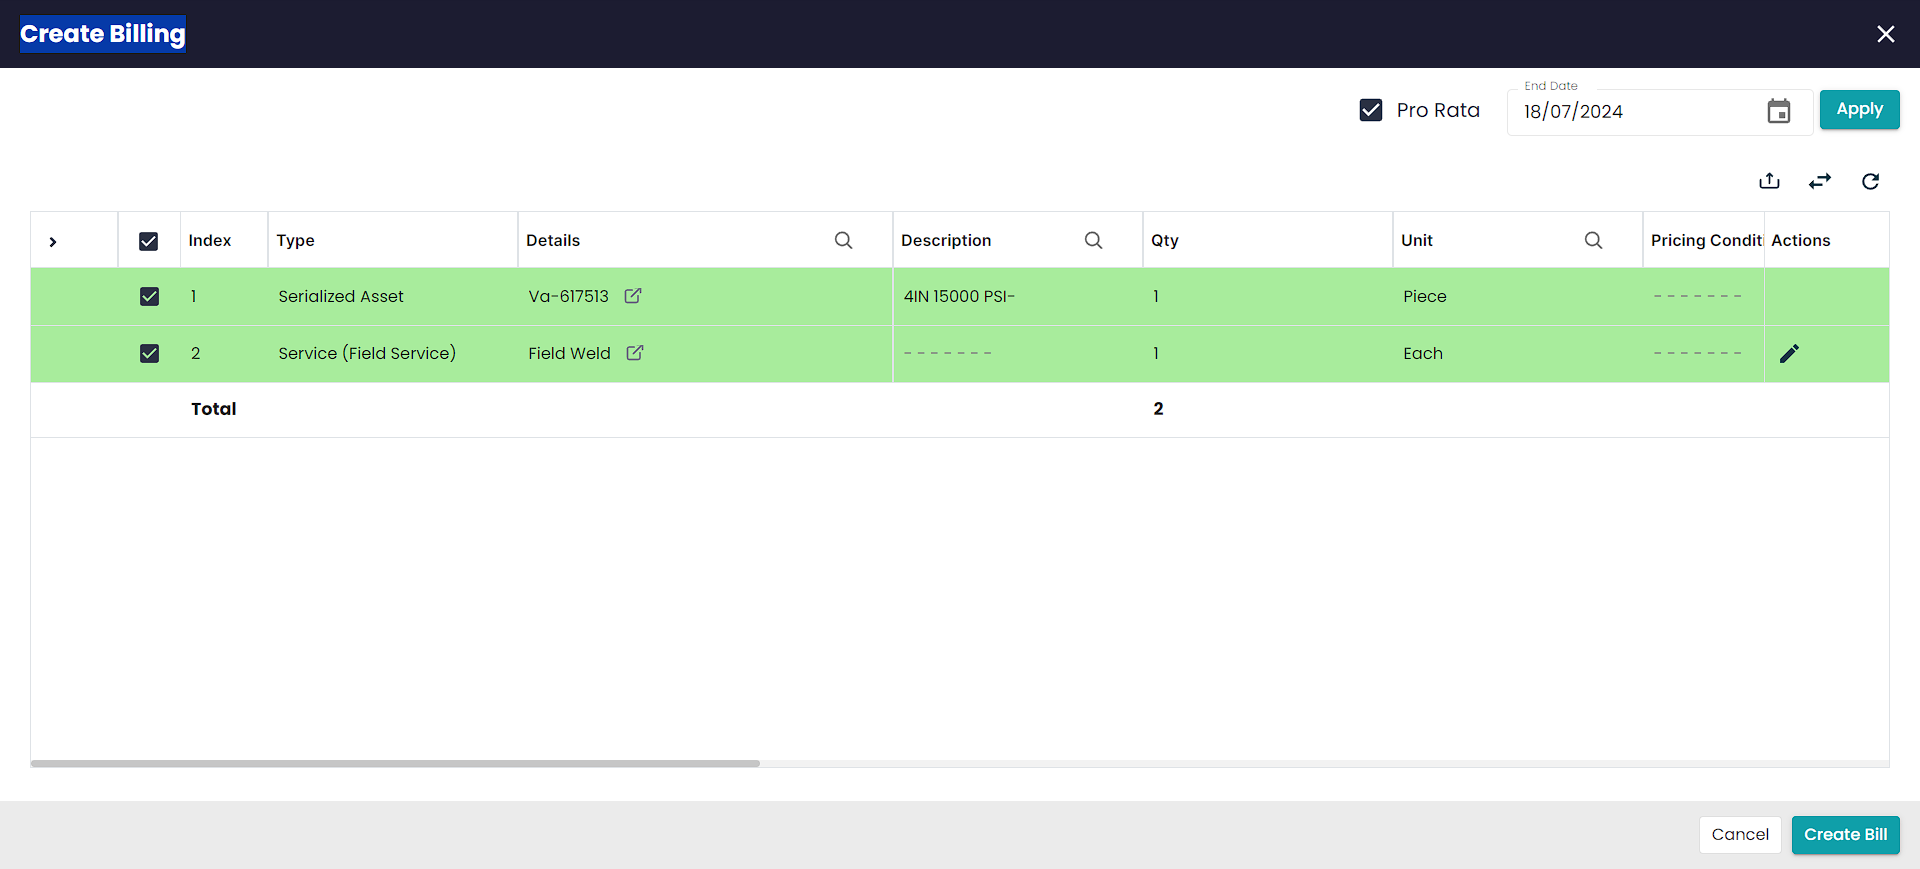 Create Billing
Pro Rata
End Date
18/07/2024
Apply
Index Type Details Description Qty Unit Pricing Condit Actions
1 Serialized Asset Va-617513 4IN 15000 PSI- 1 Piece - - - - - - -
2 Service (Field Service) Field Weld - - - - - - - 1 Each - - - - - - -
Total 2
Cancel Create Bill